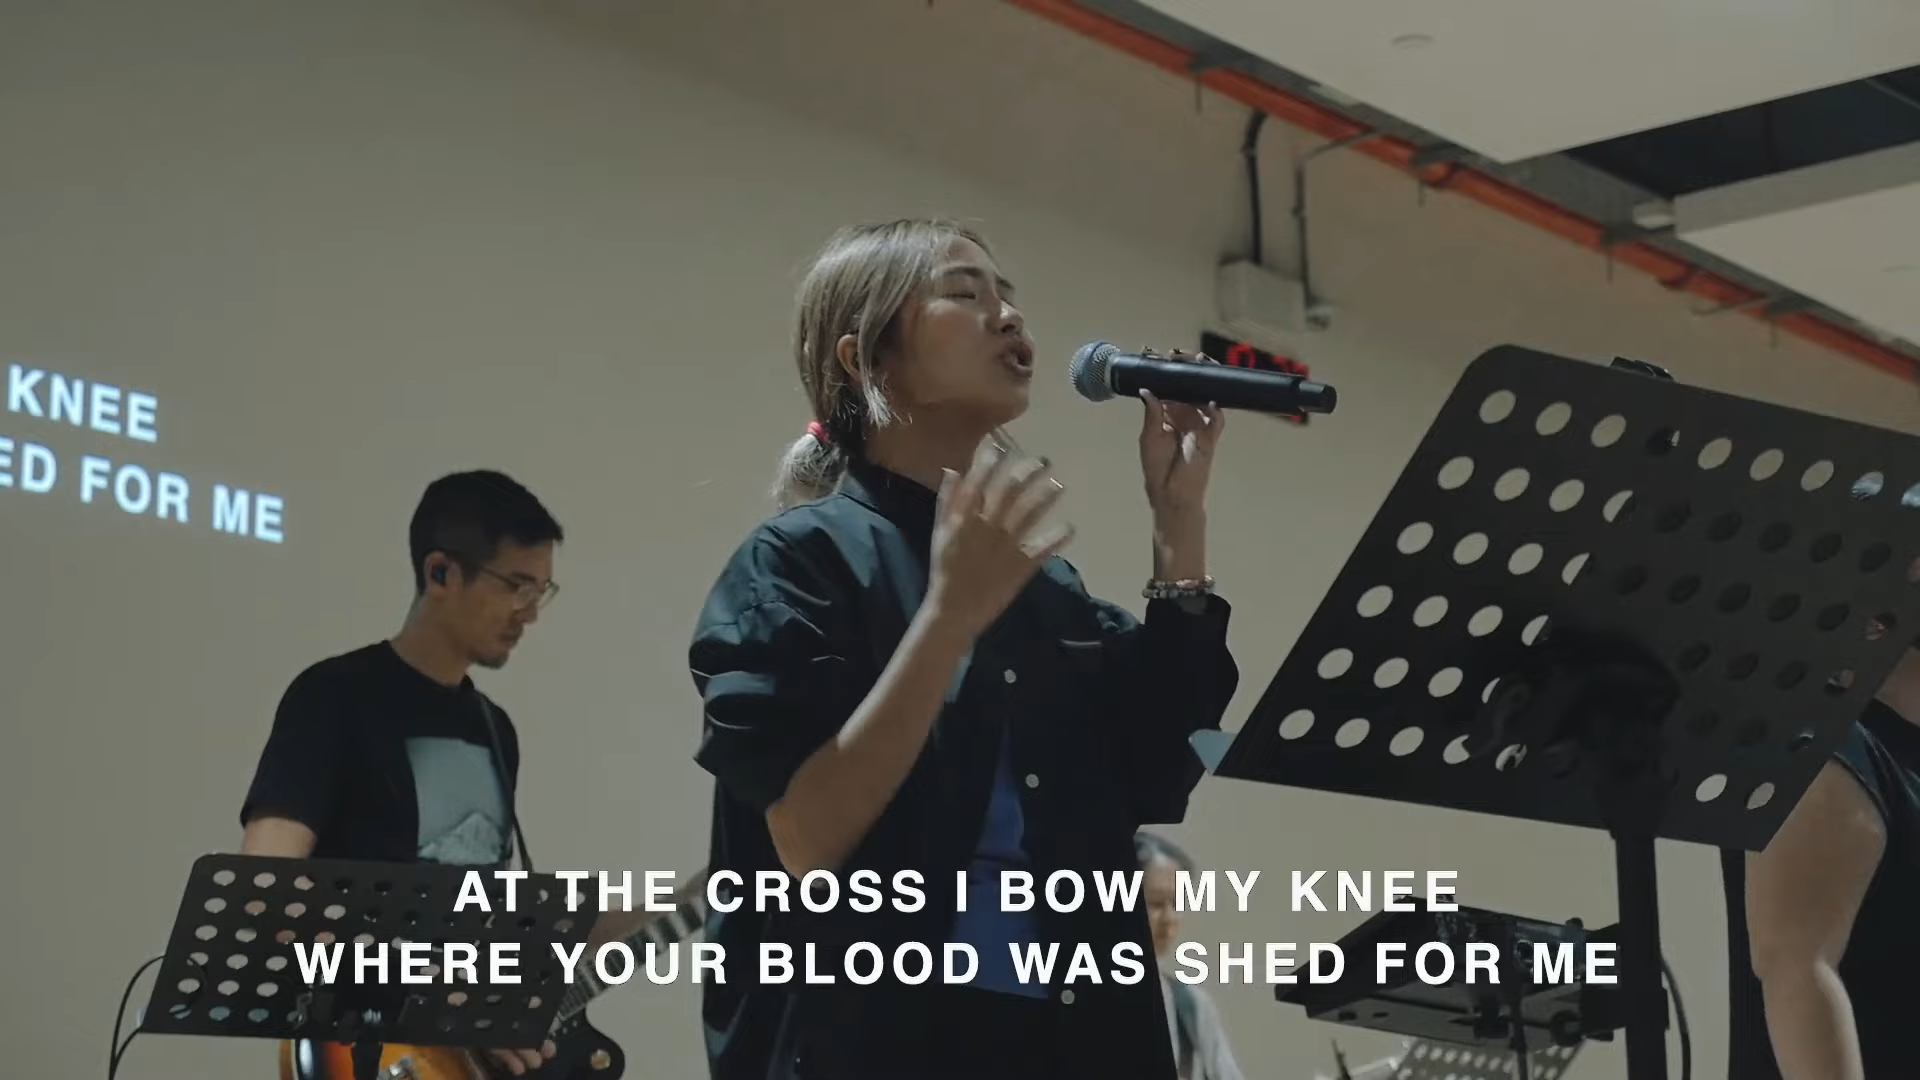 KNEE
ED FOR ME
AT THE CROSS I BOW MY KNEE
WHERE YOUR BLOOD WAS SHED FOR ME